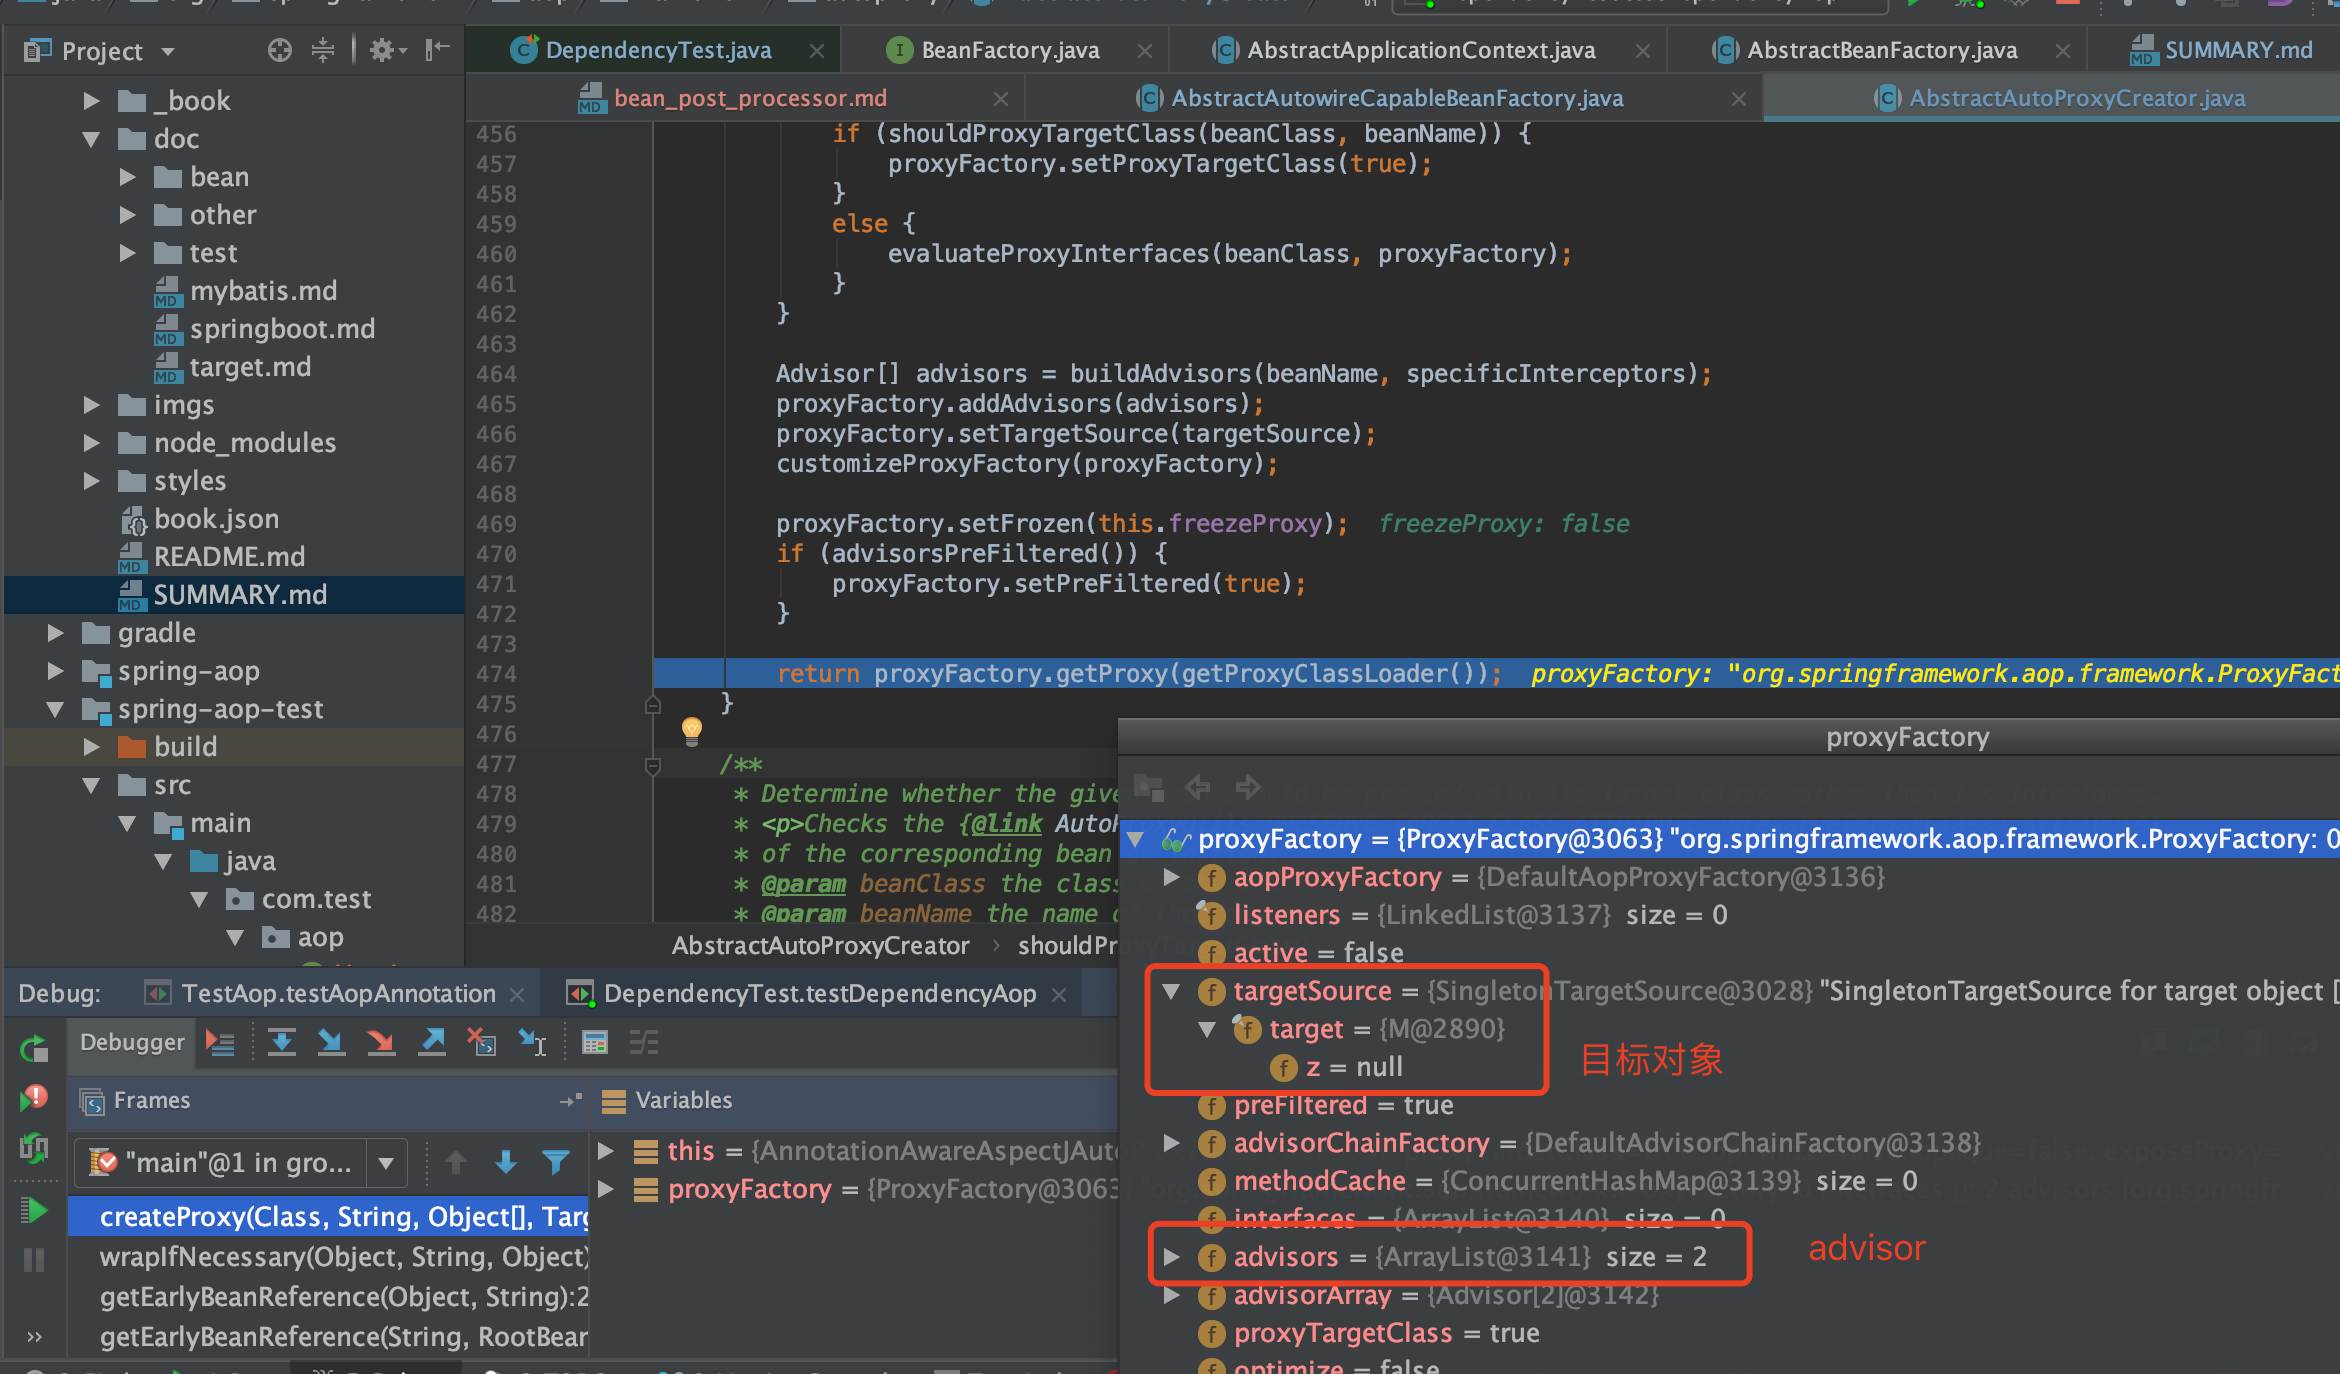 Project
DependencyTest.java
BeanFactory.java
AbstractApplicationContext.java
AbstractBeanFactory.java
SUMMARY.md
bean_post_processor.md
AbstractAutowireCapableBeanFactory.java
AbstractAutoProxyCreator.java
_book
doc
bean
other
test
mybatis.md
springboot.md
target.md
imgs
node_modules
styles
book.json
README.md
SUMMARY.md
gradle
spring-aop
spring-aop-test
build
src
main
java
com.test
aop
456 if (shouldProxyTargetClass(beanClass, beanName)) {
457 proxyFactory.setProxyTargetClass(true);
458 }
459 else {
460 evaluateProxyInterfaces(beanClass, proxyFactory);
461 }
462 }
463
464 Advisor[] advisors = buildAdvisors(beanName, specificInterceptors);
465 proxyFactory.addAdvisors(advisors);
466 proxyFactory.setTargetSource(targetSource);
467 customizeProxyFactory(proxyFactory);
468
469 proxyFactory.setFrozen(this.freezeProxy); freezeProxy: false
470 if (advisorsPreFiltered()) {
471 proxyFactory.setPreFiltered(true);
472 }
473
474 return proxyFactory.getProxy(getProxyClassLoader()); proxyFactory: "org.springframework.aop.framework.ProxyFact
475 }
476
477 /**
478 * Determine whether the give
479 * <p>Checks the {@link Auto
480 * of the corresponding bean
481 * @param beanClass the class
482 * @param beanName the name
AbstractAutoProxyCreator › shouldPr
proxyFactory
proxyFactory = {ProxyFactory@3063} "org.springframework.aop.framework.ProxyFactory: 0
aopProxyFactory = {DefaultAopProxyFactory@3136}
listeners = {LinkedList@3137} size = 0
active = false
targetSource = {SingletonTargetSource@3028} "SingletonTargetSource for target object [
target = {M@2890}
z = null
目标对象
preFiltered = true
advisorChainFactory = {DefaultAdvisorChainFactory@3138}
methodCache = {ConcurrentHashMap@3139} size = 0
interfaces = {ArrayList@3140} size = 0
advisors = {ArrayList@3141} size = 2
advisor
advisorArray = {Advisor[2]@3142}
proxyTargetClass = true
optimize = false
Debug:
TestAop.testAopAnnotation
DependencyTest.testDependencyAop
Debugger
Frames
Variables
"main"@1 in gro...
this = {AnnotationAwareAspectJAuto
proxyFactory = {ProxyFactory@3063
createProxy(Class, String, Object[], Targ
wrapIfNecessary(Object, String, Object)
getEarlyBeanReference(Object, String):2
getEarlyBeanReference(String, RootBear